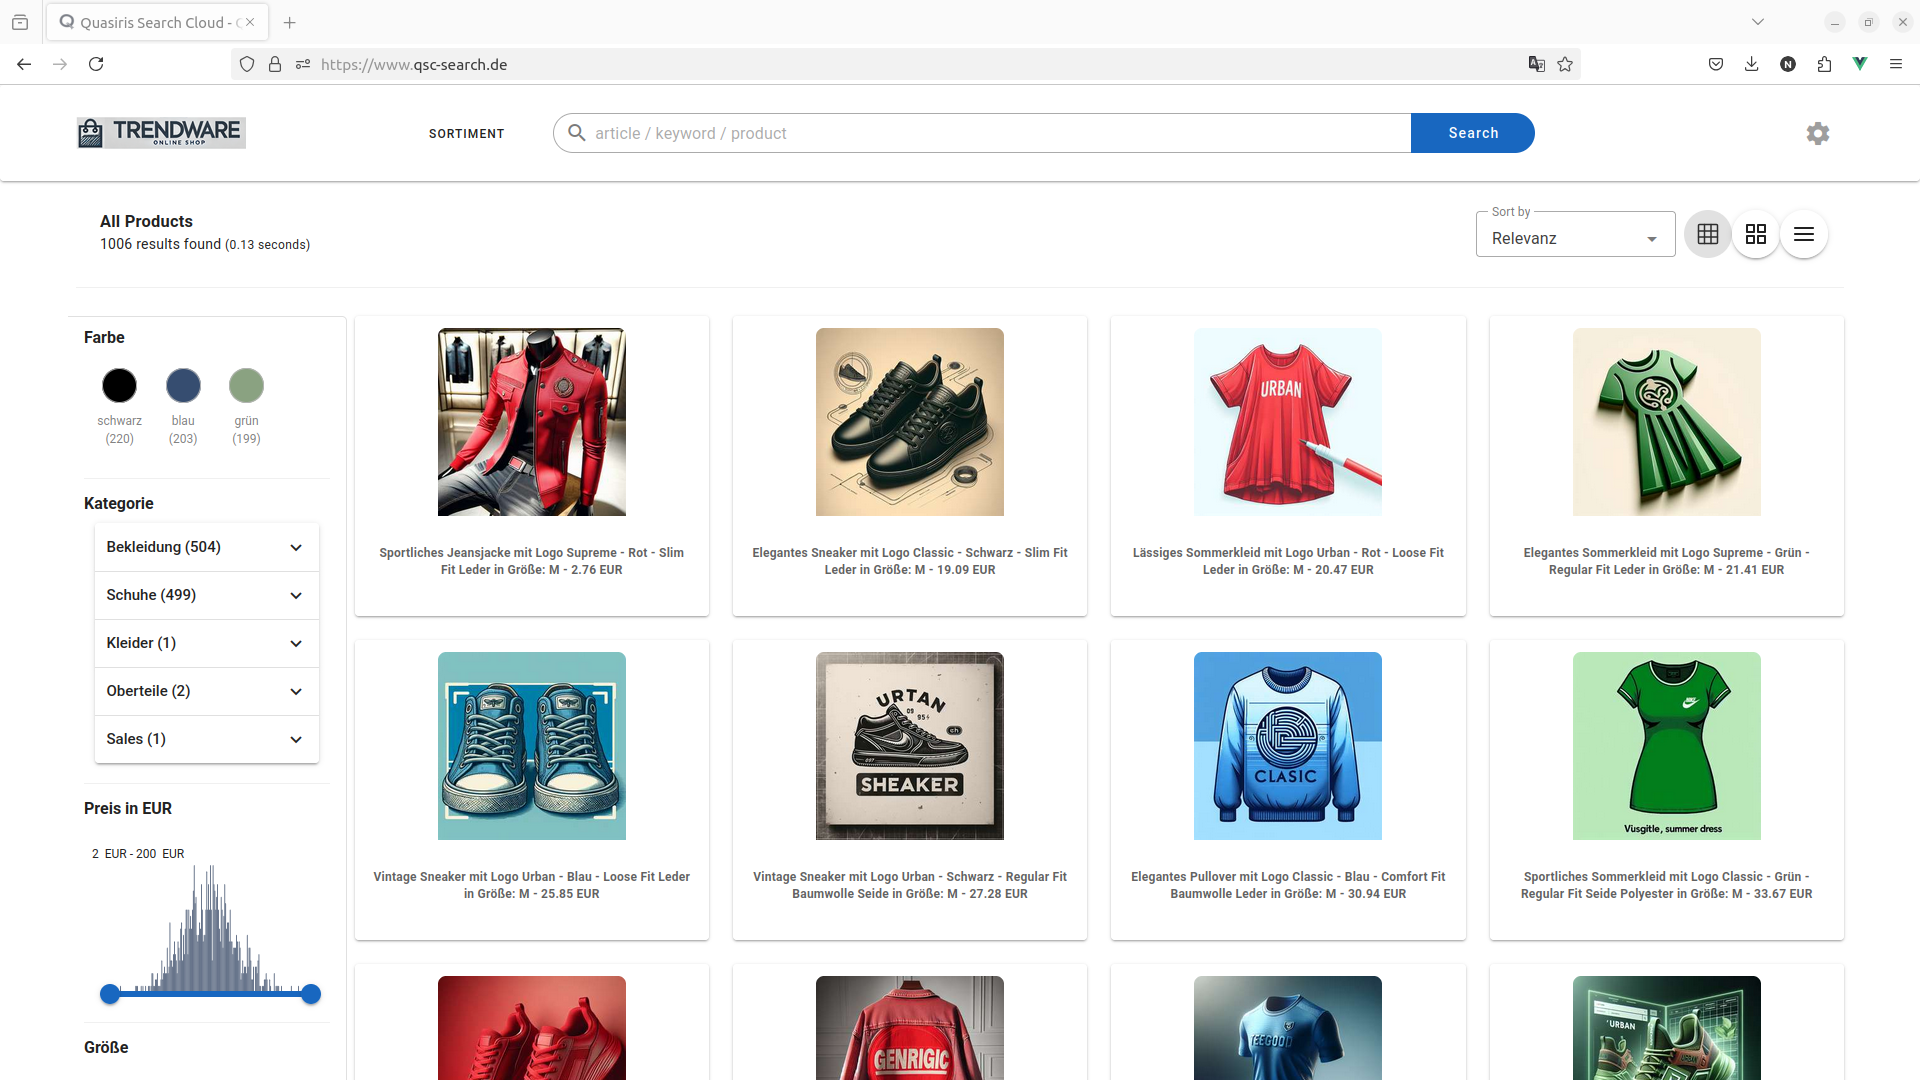 Quasiris Search Cloud -
https://www.qsc-search.de
N
TRENDWARE
ONLINE SHOP
SORTIMENT
article / keyword / product
Search
All Products
1006 results found (0.13 seconds)
Sort by
Relevanz
Farbe
schwarz
(220)
blau
(203)
grün
(199)
Kategorie
Bekleidung (504)
Schuhe (499)
Kleider (1)
Oberteile (2)
Sales (1)
Preis in EUR
2 EUR - 200 EUR
Größe
Sportliches Jeansjacke mit Logo Supreme - Rot - Slim
Fit Leder in Größe: M - 2.76 EUR
Elegantes Sneaker mit Logo Classic - Schwarz - Slim Fit
Leder in Größe: M - 19.09 EUR
URBAN
Lässiges Sommerkleid mit Logo Urban - Rot - Loose Fit
Leder in Größe: M - 20.47 EUR
Elegantes Sommerkleid mit Logo Supreme - Grün -
Regular Fit Leder in Größe: M - 21.41 EUR
Vintage Sneaker mit Logo Urban - Blau - Loose Fit Leder
in Größe: M - 25.85 EUR
URTAN
SHEAKER
Vintage Sneaker mit Logo Urban - Schwarz - Regular Fit
Baumwolle Seide in Größe: M - 27.28 EUR
CLASIC
Elegantes Pullover mit Logo Classic - Blau - Comfort Fit
Baumwolle Leder in Größe: M - 30.94 EUR
Vüsgitle, summer dress
Sportliches Sommerkleid mit Logo Classic - Grün -
Regular Fit Seide Polyester in Größe: M - 33.67 EUR
GENRIGIC
TEEGOOD
'URBAN